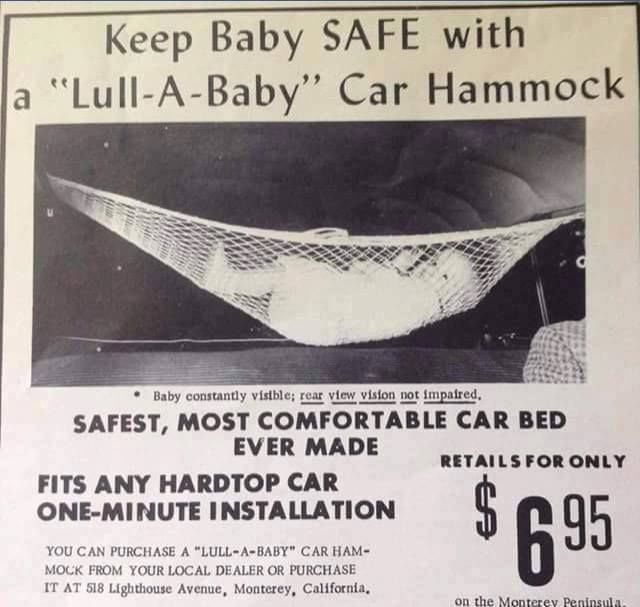 Keep Baby SAFE with
a "Lull-A-Baby" Car Hammock
• Baby constantly visible; rear view vision not impaired.
SAFEST, MOST COMFORTABLE CAR BED
EVER MADE
FITS ANY HARDTOP CAR
ONE-MINUTE INSTALLATION
YOU CAN PURCHASE A "LULL-A-BABY" CAR HAM-
MOCK FROM YOUR LOCAL DEALER OR PURCHASE
IT AT 518 Lighthouse Avenue, Monterey, California,
RETAILS FOR ONLY
$6.95
on the Monterey Peninsula.